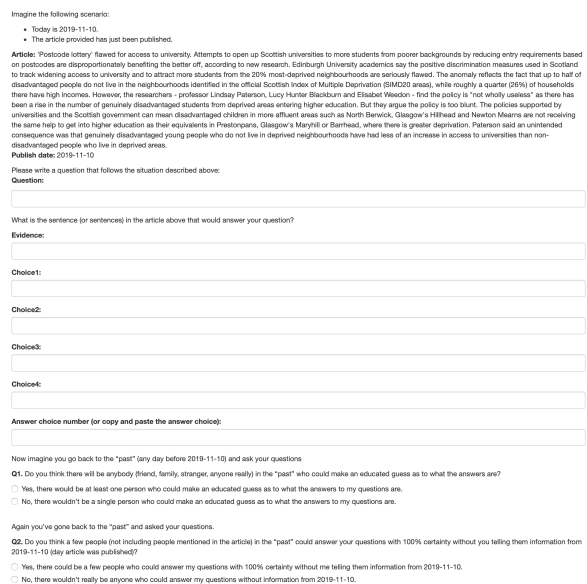 Imagine the following scenario:
• Today is 2019-11-10.
• The article provided has just been published.
Article: 'Postcode lottery' flawed for access to university. Attempts to open up Scottish universities to more students from poorer backgrounds by reducing entry requirements based
on postcodes are disproportionately benefiting the better off, according to new research. Edinburgh University academics say the positive discrimination measures used in Scotland
to track widening access to university and to attract more students from the 20% most-deprived neighbourhoods are seriously flawed. The anomaly reflects the fact that up to half of
disadvantaged people do not live in the neighbourhoods identified in the official Scottish Index of Multiple Deprivation (SIMD20 areas), while roughly a quarter (26%) of households
there have high incomes. However, the researchers - professor Lindsay Paterson, Lucy Hunter Blackburn and Elisabet Weedon - find the policy is "not wholly useless" as there has
been a rise in the number of genuinely disadvantaged students from deprived areas entering higher education. But they argue the policy is too blunt. The policies supported by
universities and the Scottish government can mean disadvantaged children in more affluent areas such as North Berwick, Glasgow's Hillhead and Newton Mearns are not receiving
the same help to get into higher education as their equivalents in Prestonpans, Glasgow's Maryhill or Barrhead, where there is greater deprivation. Paterson said an unintended
consequence was that genuinely disadvantaged young people who do not live in deprived neighbourhoods have had less of an increase in access to universities than non-
disadvantaged people who live in deprived areas.
Publish date: 2019-11-10
Please write a question that follows the situation described above:
Question:
What is the sentence (or sentences) in the article above that would answer your question?
Evidence:
Choice1:
Choice2:
Choice3:
Choice4:
Answer choice number (or copy and paste the answer choice):
Now imagine you go back to the "past" (any day before 2019-11-10) and ask your questions
Q1. Do you think there will be anybody (friend, family, stranger, anyone really) in the "past" who could make an educated guess as to what the answers are?
Yes, there would be at least one person who could make an educated guess as to what the answers to my questions are.
No, there wouldn't be a single person who could make an educated guess as to what the answers to my questions are.
Again you've gone back to the "past" and asked your questions.
Q2. Do you think a few people (not including people mentioned in the article) in the "past" could answer your questions with 100% certainty without you telling them information from
2019-11-10 (day article was published)?
Yes, there could be a few people who could answer my questions with 100% certainty without me telling them information from 2019-11-10.
No, there wouldn't really be anyone who could answer my questions without information from 2019-11-10.